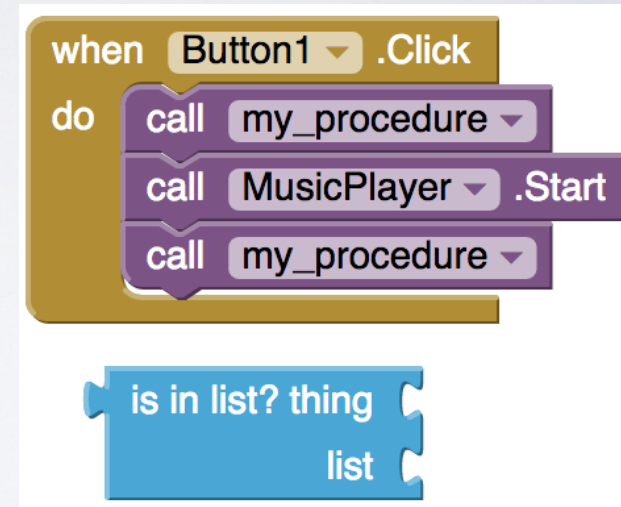 when Button1 .Click
do call my_procedure
call MusicPlayer .Start
call my_procedure
is in list? thing
list